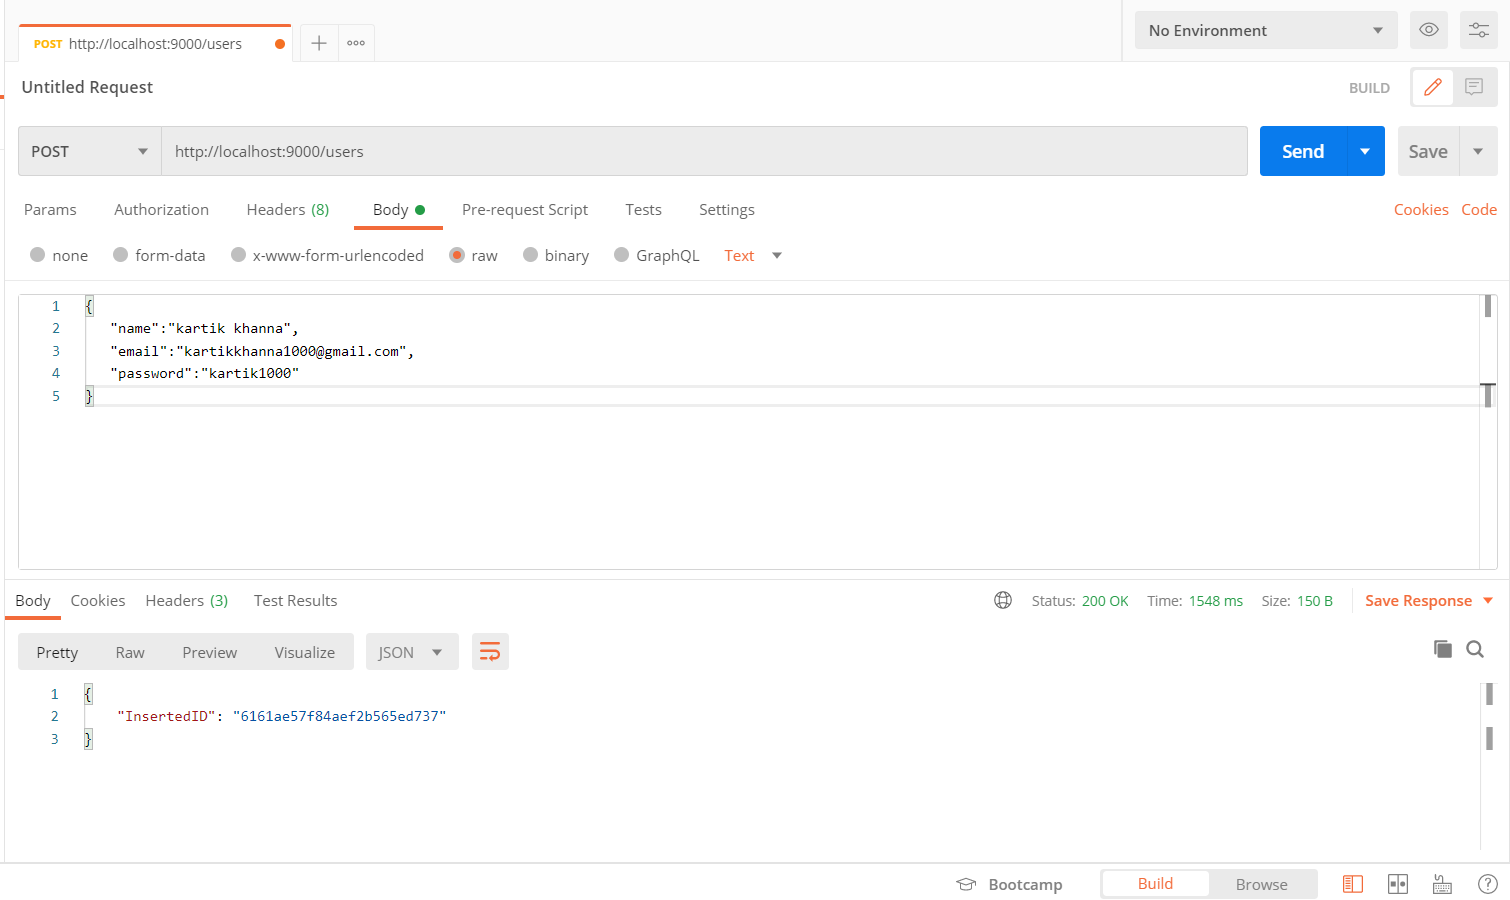 POST http://localhost:9000/users
No Environment
Untitled Request
BUILD
POST
http://localhost:9000/users
Send
Save
Params Authorization Headers (8) Body Pre-request Script Tests Settings
Cookies Code
none form-data x-www-form-urlencoded raw binary GraphQL Text
1 {
2 "name":"kartik khanna",
3 "email":"kartikkhanna1000@gmail.com",
4 "password":"kartik1000"
5 }
Body Cookies Headers (3) Test Results
Status: 200 OK Time: 1548 ms Size: 150 B Save Response
Pretty Raw Preview Visualize JSON
1 {
2 "InsertedID": "6161ae57f84aef2b565ed737"
3 }
Bootcamp Build Browse